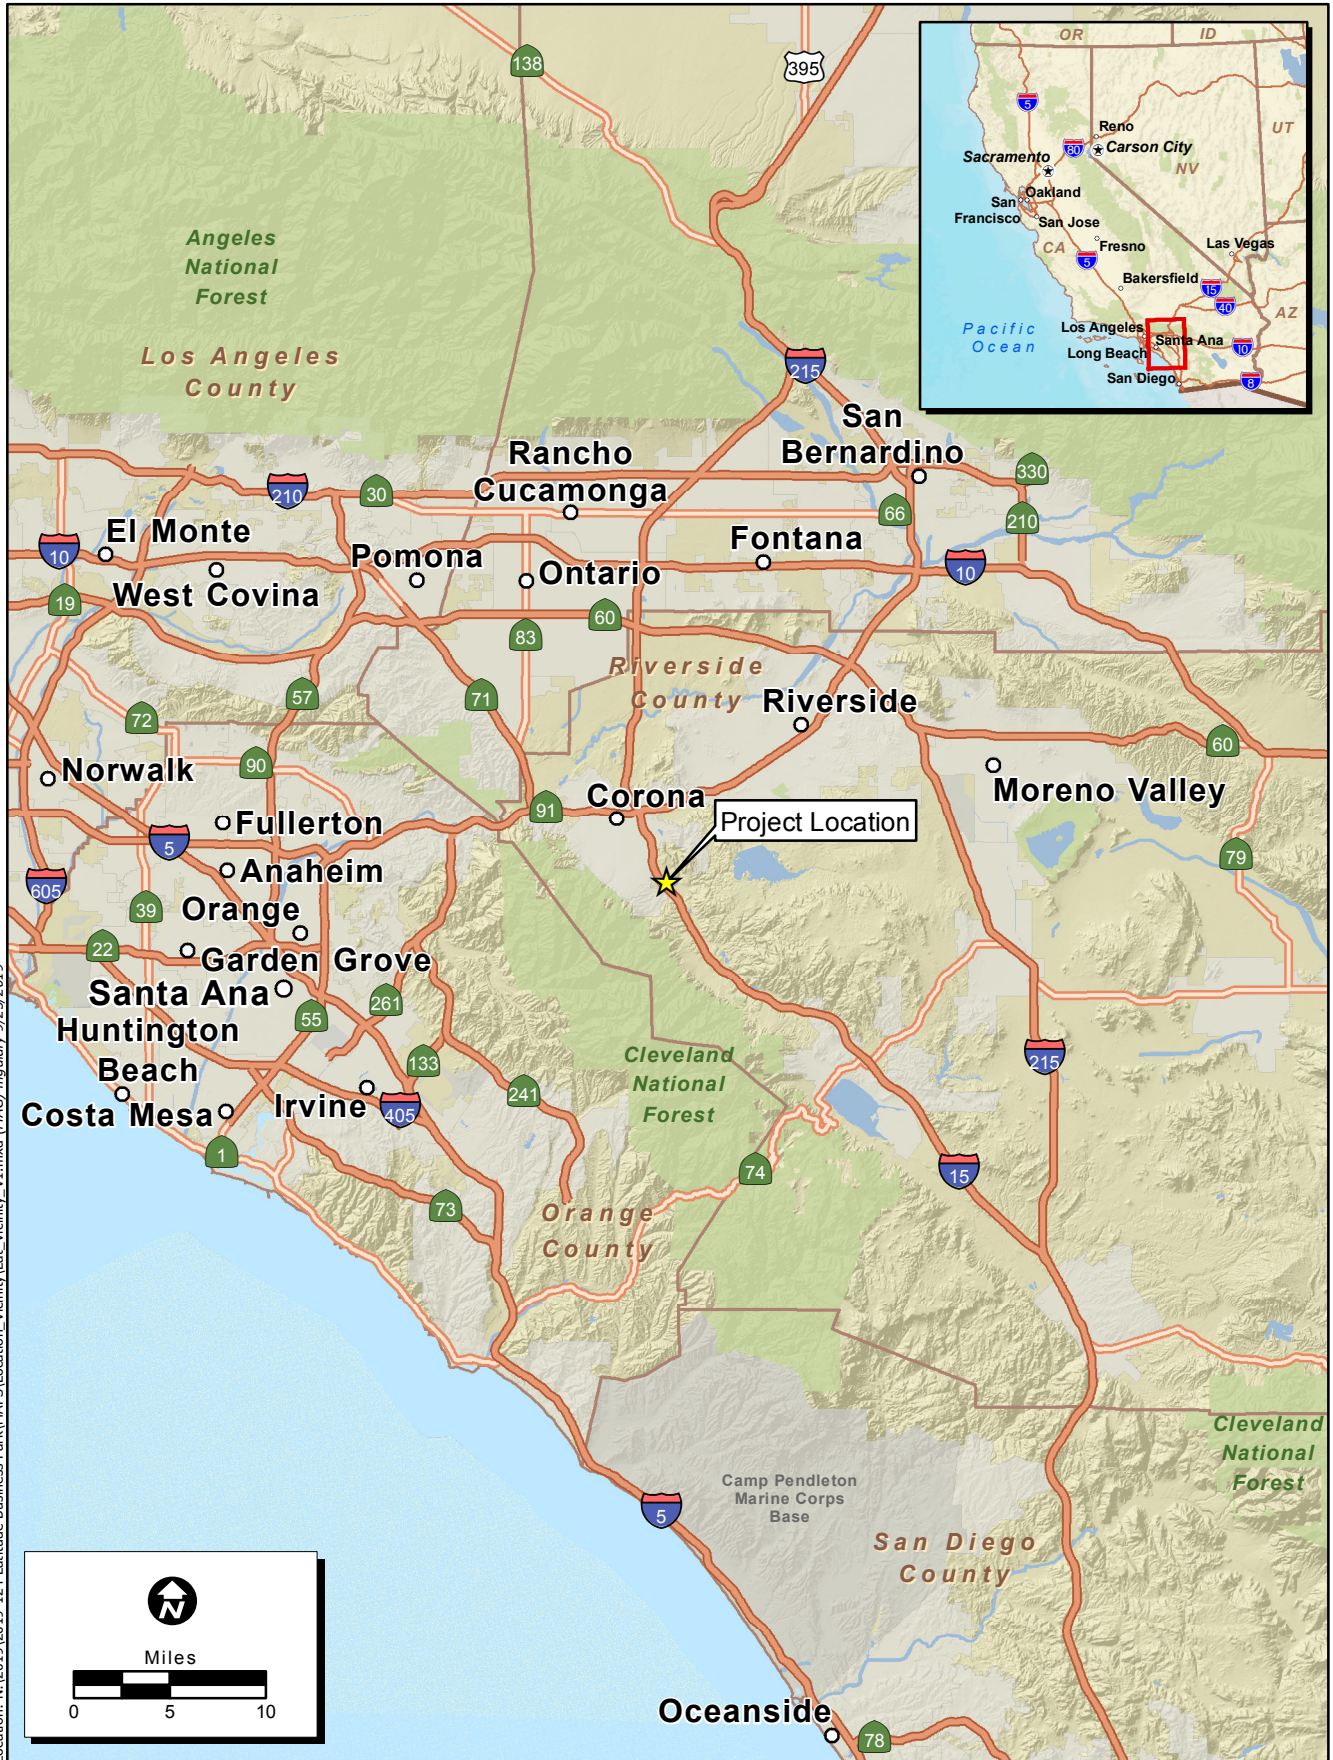 138
395
OR
ID
5
Reno
UT
80
Carson City
Sacramento
NV
Oakland
San
Francisco
San Jose
CA
Fresno
Las Vegas
5
Bakersfield
15
40
AZ
Pacific
Ocean
Los Angeles
Santa Ana
Long Beach
10
San Diego
8
Angeles
National
Forest
Los Angeles
County
215
San
Bernardino
Rancho
Cucamonga
330
210
30
66
210
El Monte
10
Pomona
Fontana
Ontario
10
West Covina
19
60
83
Riverside
County
57
71
Riverside
72
60
90
Norwalk
Moreno Valley
91
Corona
Project Location
Fullerton
5
Anaheim
79
605
39
Orange
22
Garden Grove
Santa Ana
261
55
Huntington
Beach
133
Cleveland
National
Forest
215
241
Irvine
405
Costa Mesa
1
74
15
73
Orange
County
Cleveland
National
Forest
Camp Pendleton
Marine Corps
Base
5
San Diego
County
N
Miles
0 5 10
Oceanside
78